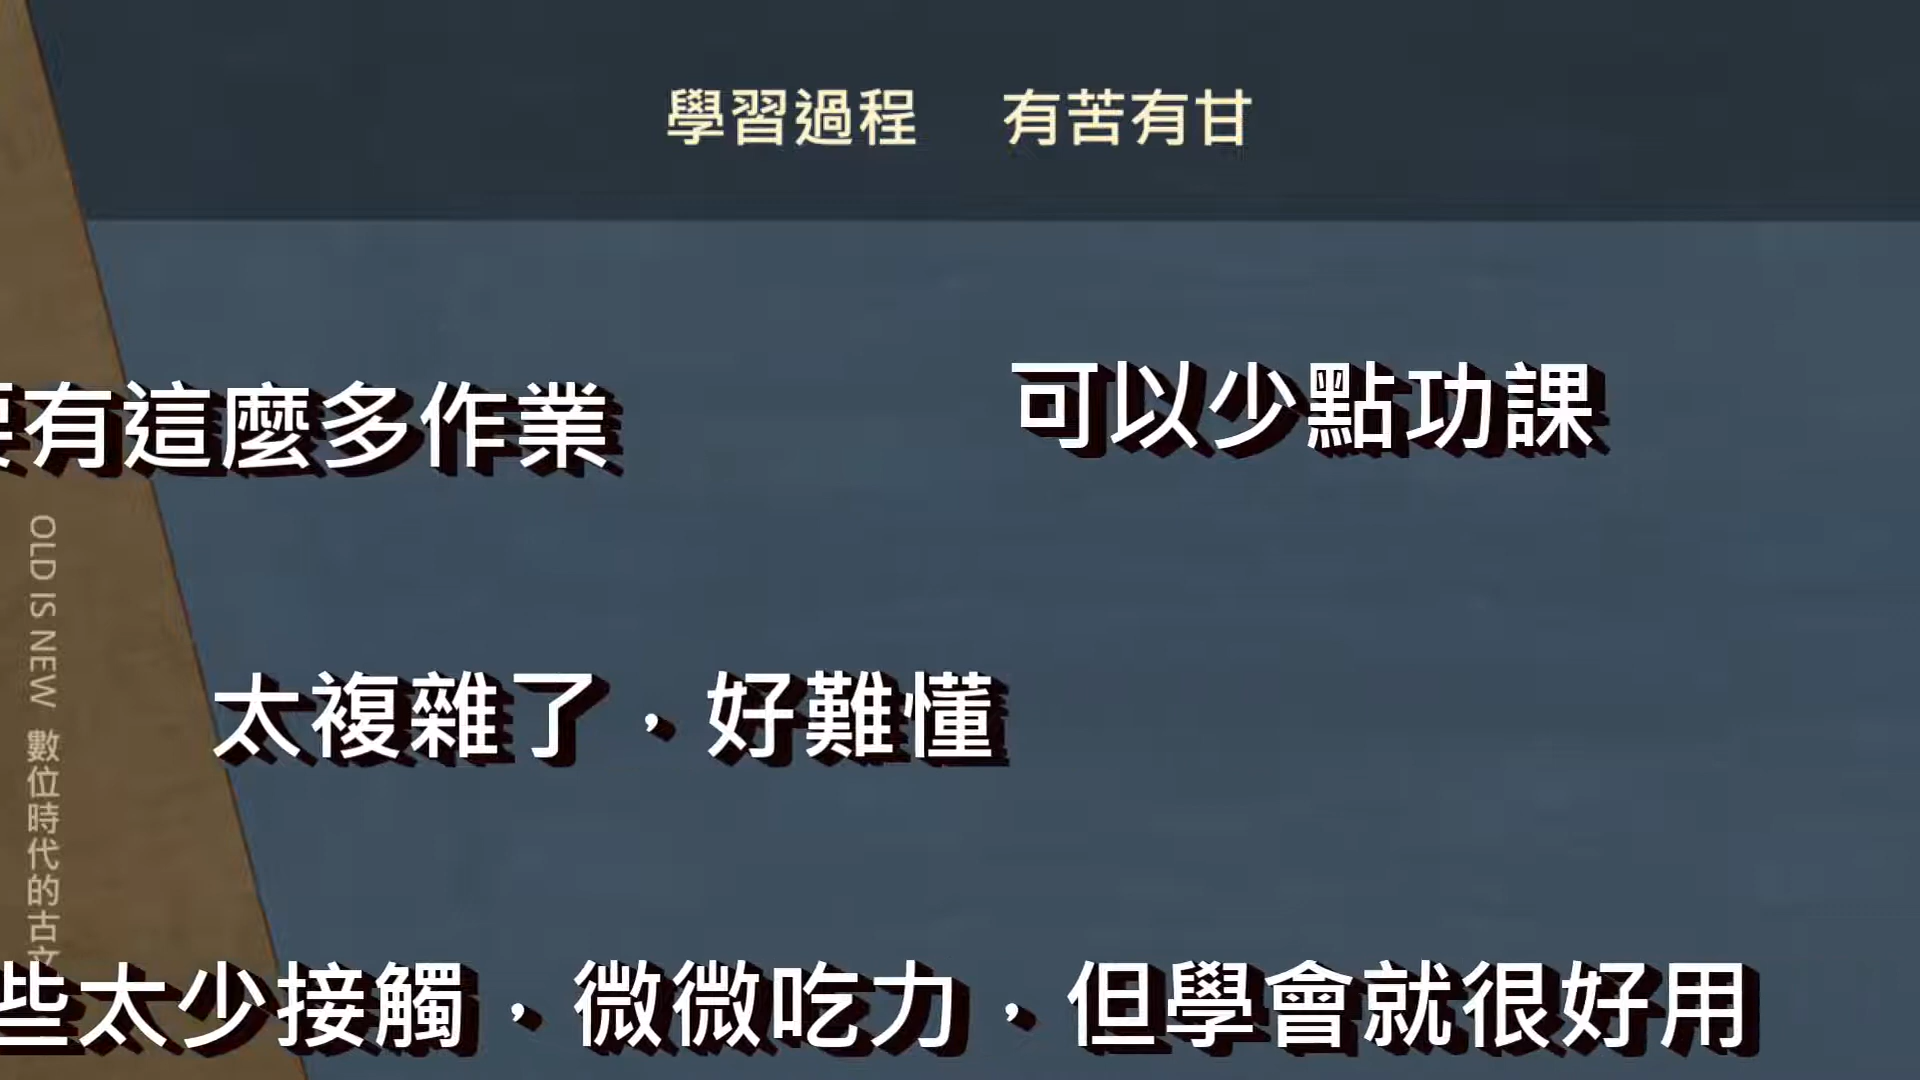 學習過程 有苦有甘
可以少點功課
要有這麼多作業
太複雜了，好難懂
些太少接觸，微微吃力，但學會就很好用
OLD IS NEW 數位時代的古文